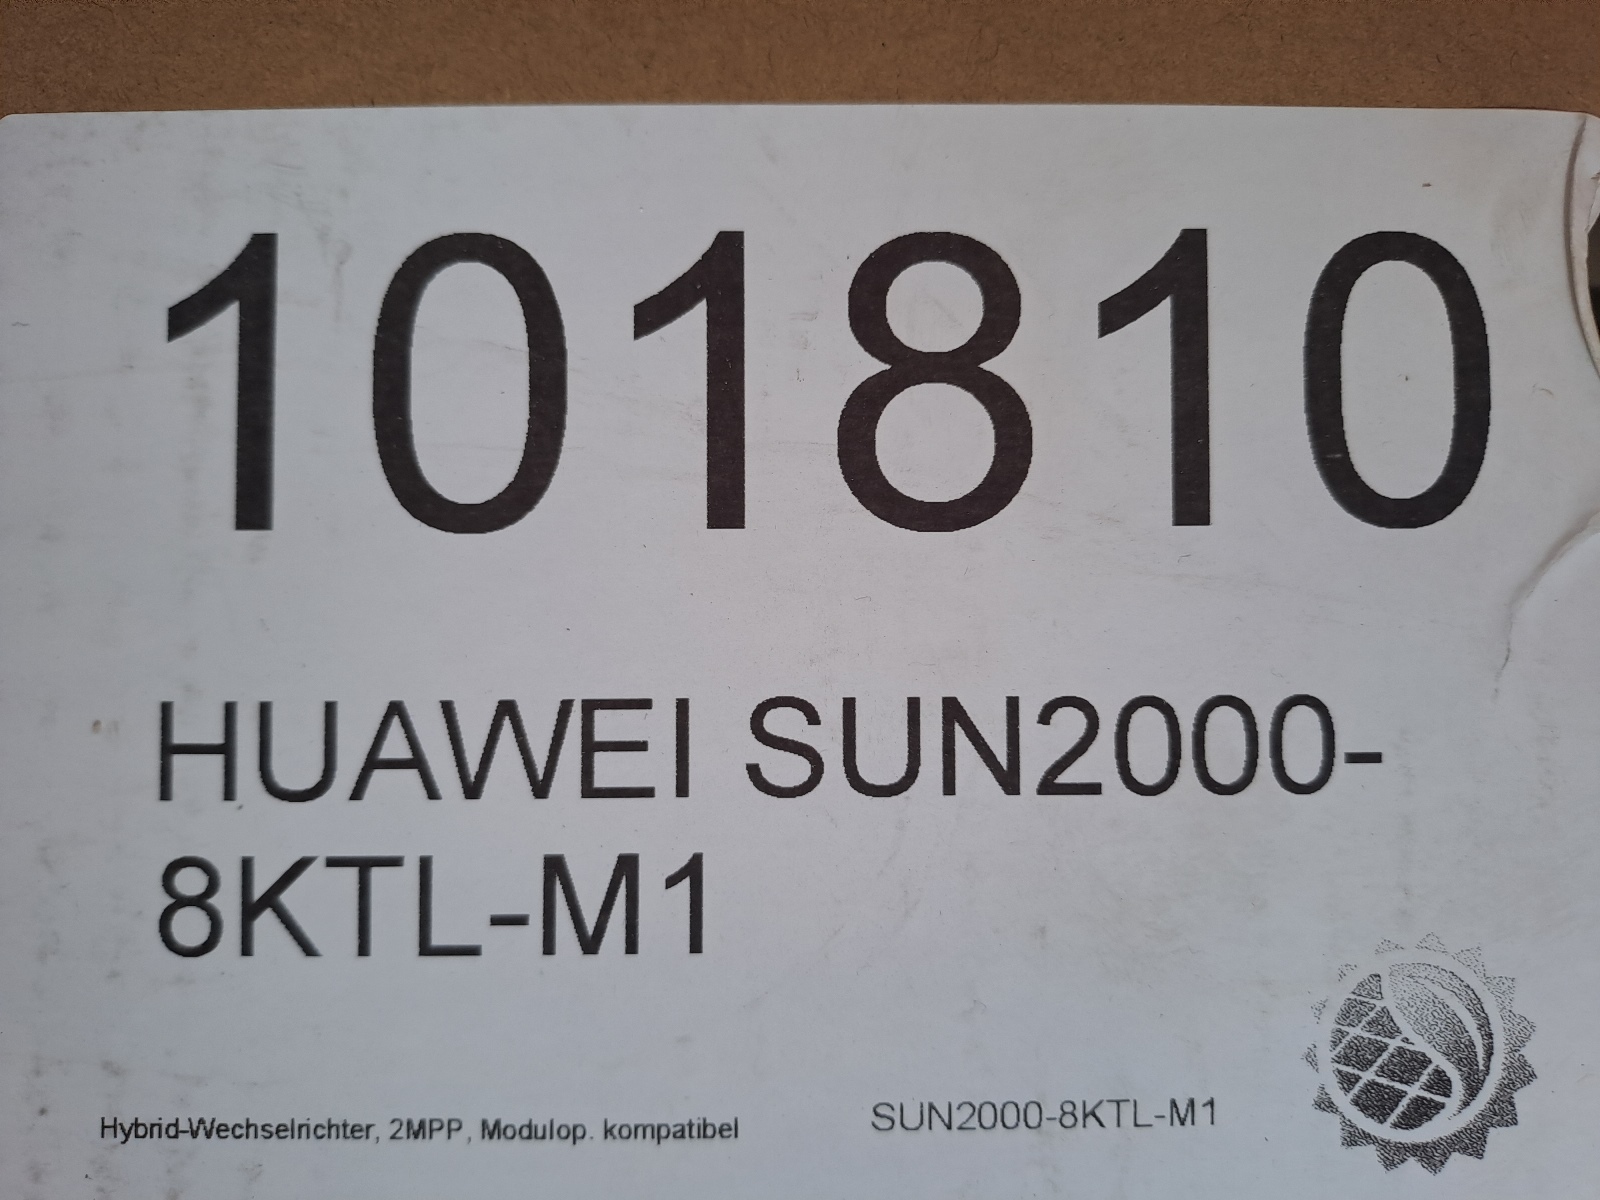 101810
HUAWEI SUN2000-
8KTL-M1
Hybrid-Wechselrichter, 2MPP, Modulop. kompatibel
SUN2000-8KTL-M1